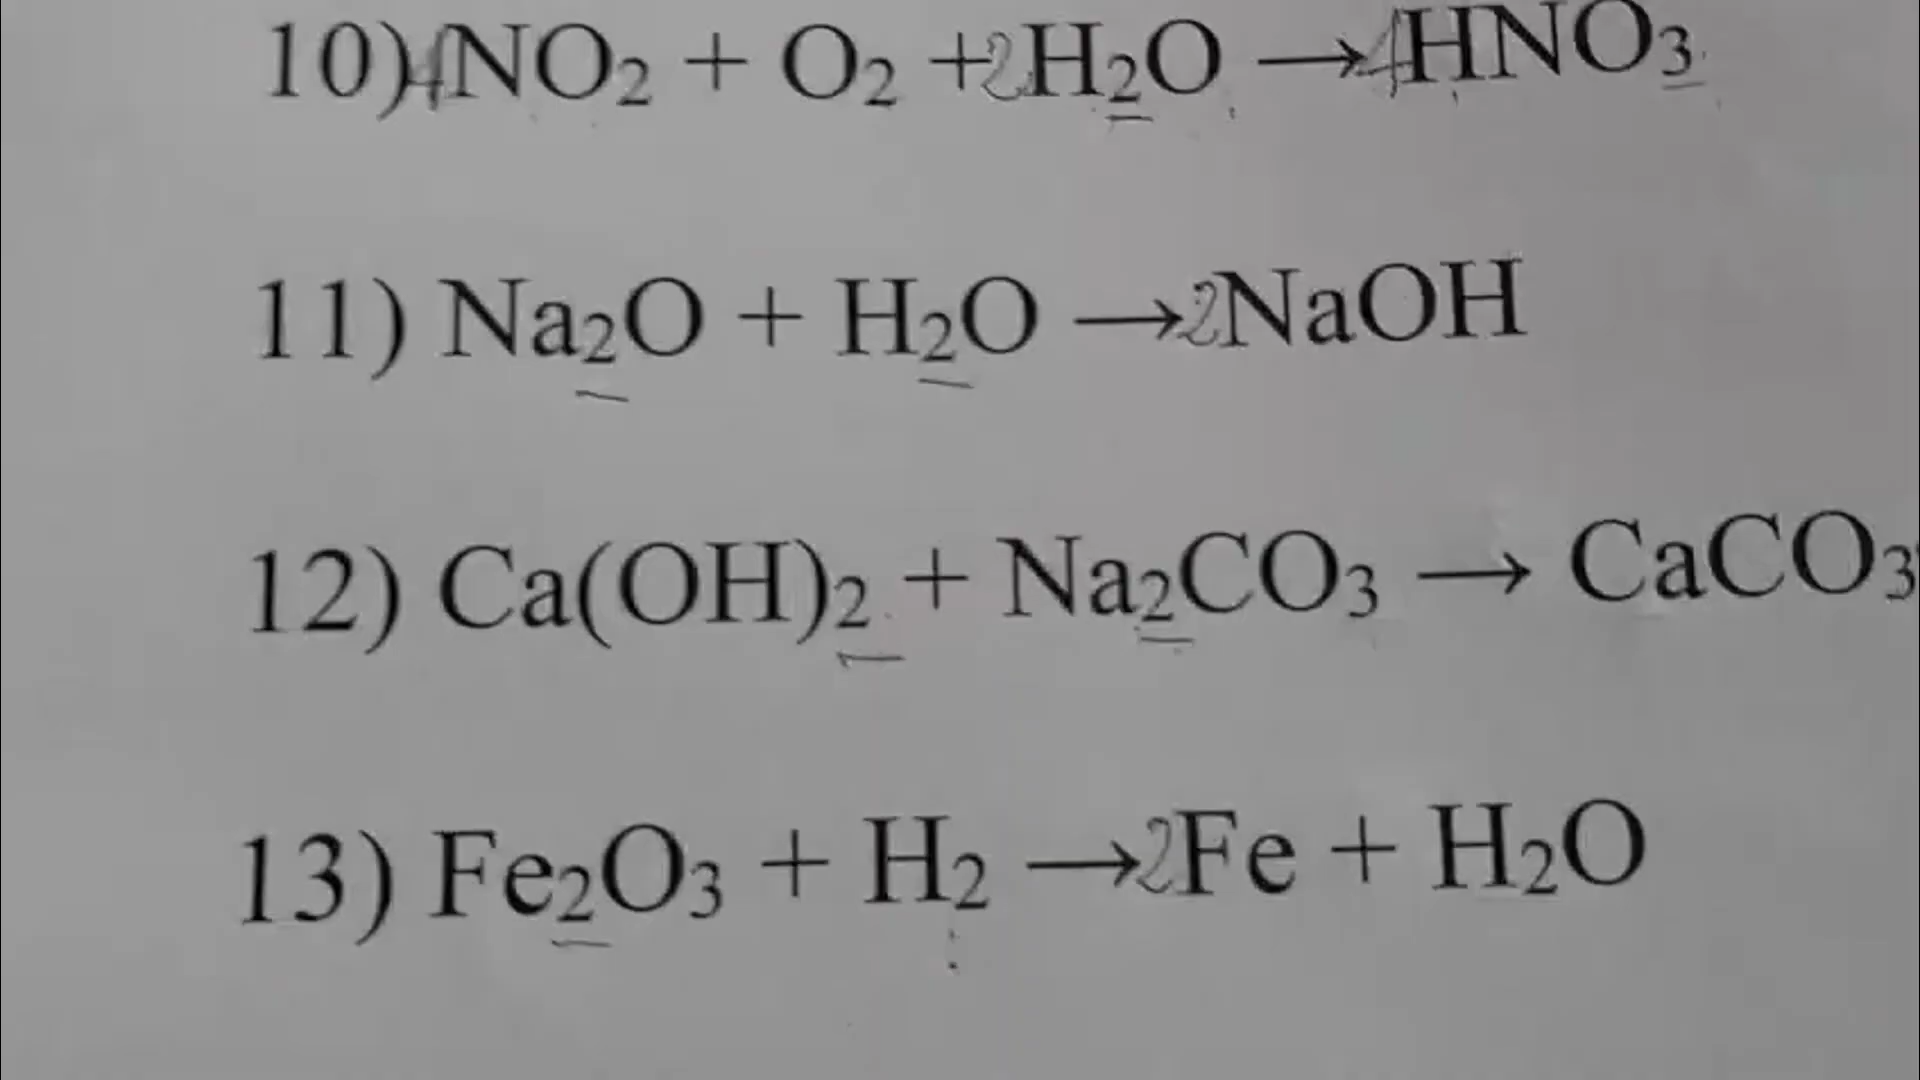 10) 4NO₂ + O₂ + 2H₂O → 4HNO₃
11) Na₂O + H₂O → 2NaOH
12) Ca(OH)₂ + Na₂CO₃ → CaCO₃
13) Fe₂O₃ + H₂ → 2Fe + H₂O